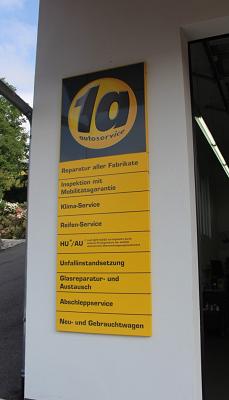 1a
autoservice
Reparatur aller Fabrikate
Inspektion mit
Mobilitätsgarantie
Klima-Service
Reifen-Service
HU*/AU
Unfallinstandsetzung
Glasreparatur- und
Austausch
Abschleppservice
Neu- und Gebrauchtwagen